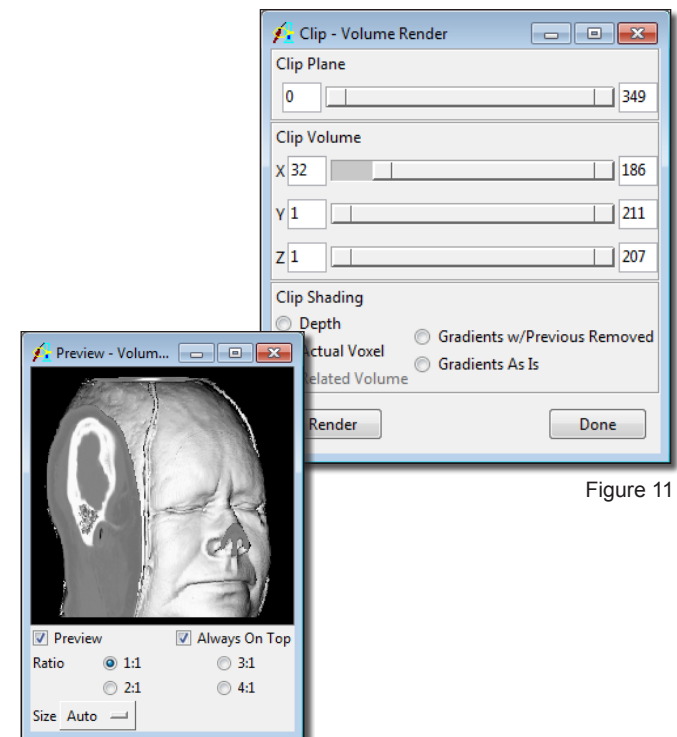 Clip - Volume Render
Clip Plane
0 349
Clip Volume
X 32 186
Y 1 211
Z 1 207
Clip Shading
Depth
Gradients w/Previous Removed
Actual Voxel
Gradients As Is
Related Volume
Render Done
Figure 11
Preview - Volum...
Preview Always On Top
Ratio 1:1 3:1
2:1 4:1
Size Auto